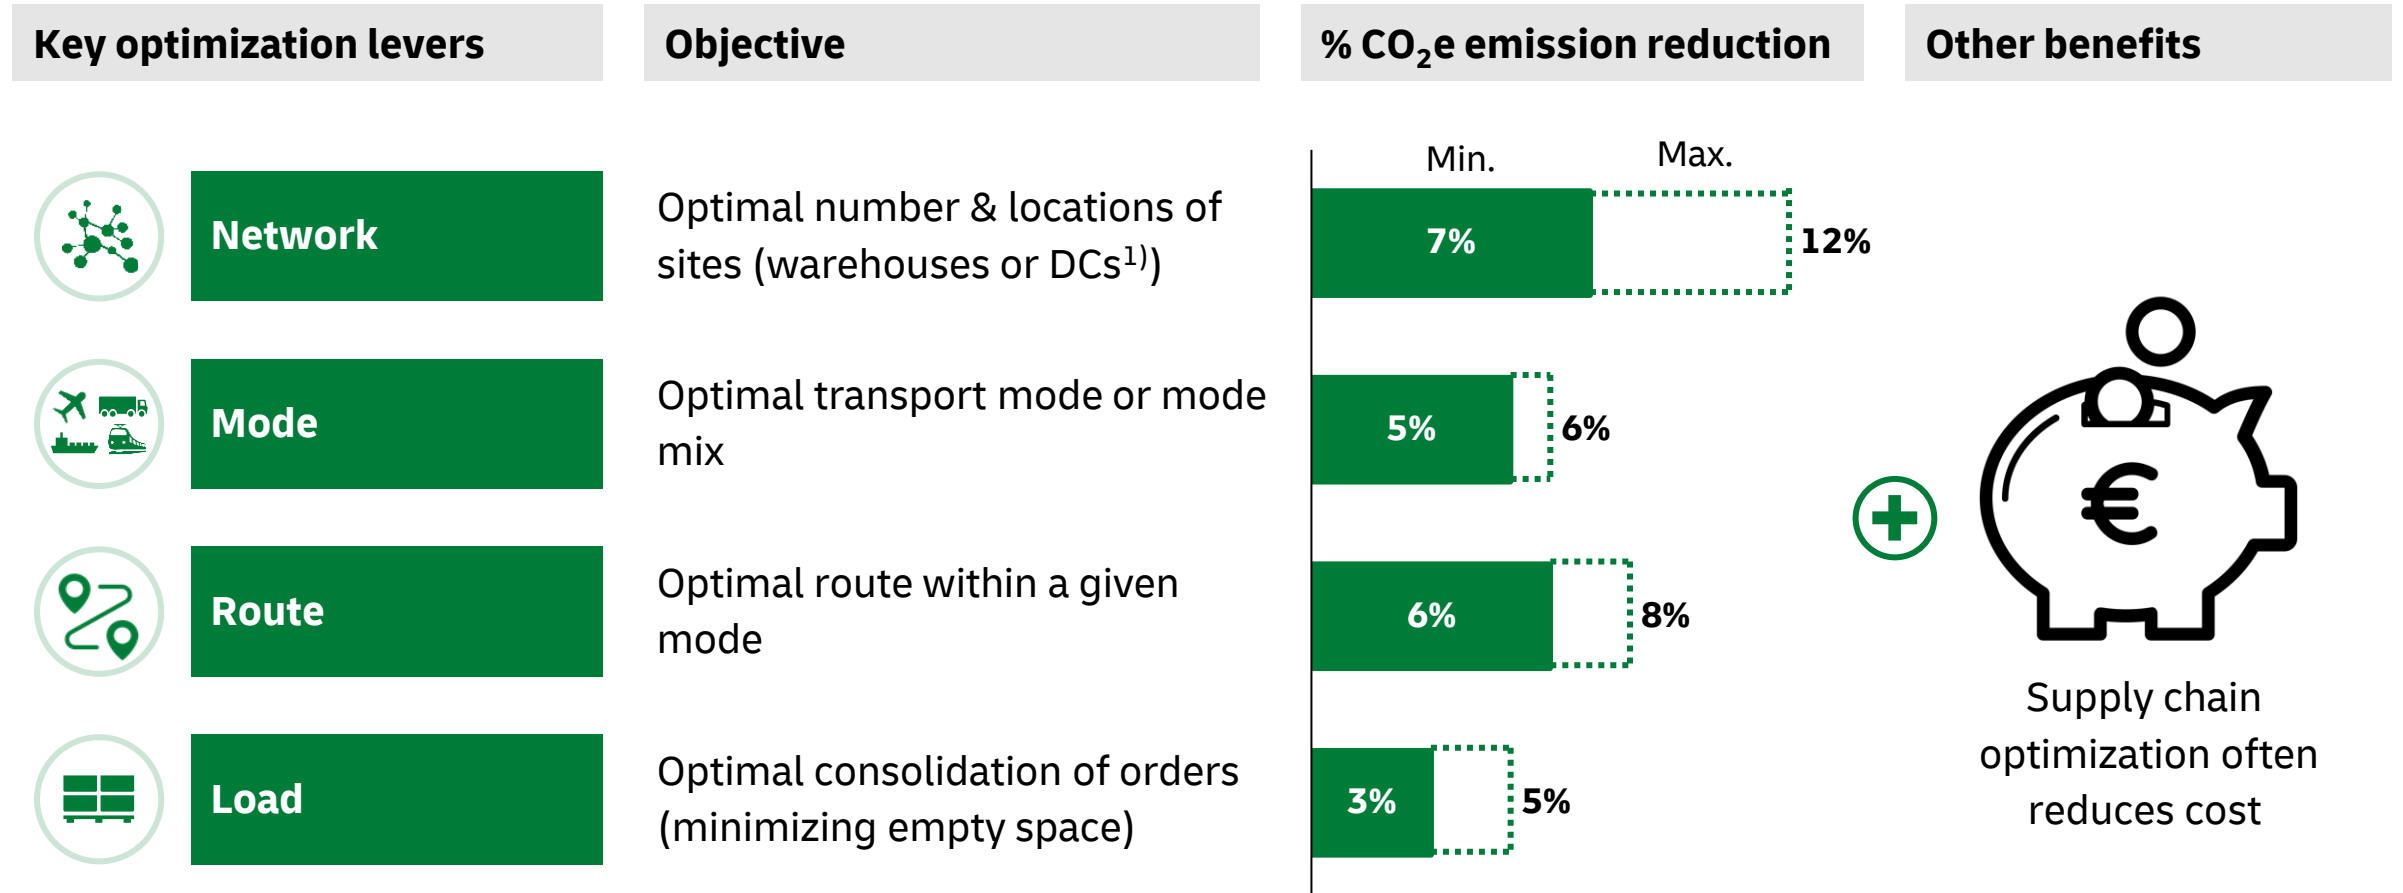 Key optimization levers
Objective
% CO₂e emission reduction
Other benefits
Min.
Max.
Network
Optimal number & locations of
sites (warehouses or DCs¹⁾)
7%
12%
Mode
Optimal transport mode or mode
mix
5%
6%
Route
Optimal route within a given
mode
6%
8%
Load
Optimal consolidation of orders
(minimizing empty space)
3%
5%
€
Supply chain
optimization often
reduces cost